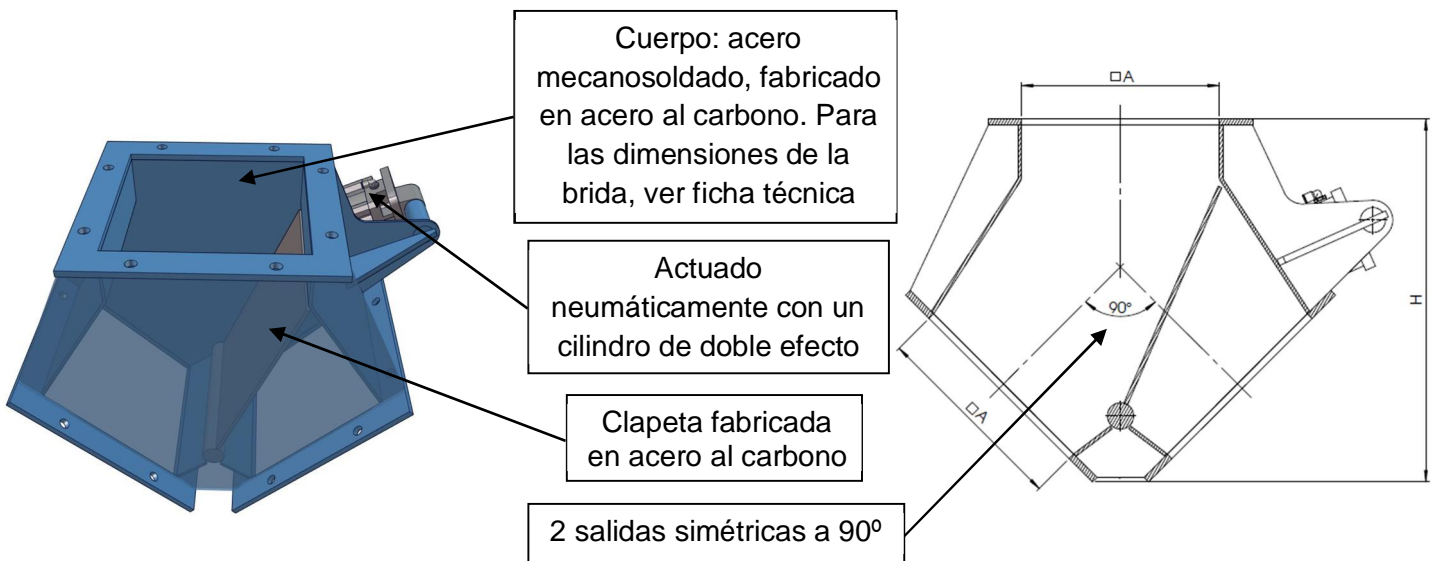 Cuerpo: acero
mecanosoldado, fabricado
en acero al carbono. Para
las dimensiones de la
brida, ver ficha técnica
Actuado
neumáticamente con un
cilindro de doble efecto
Clapeta fabricada
en acero al carbono
2 salidas simétricas a 90º
□A
90°
□A
H